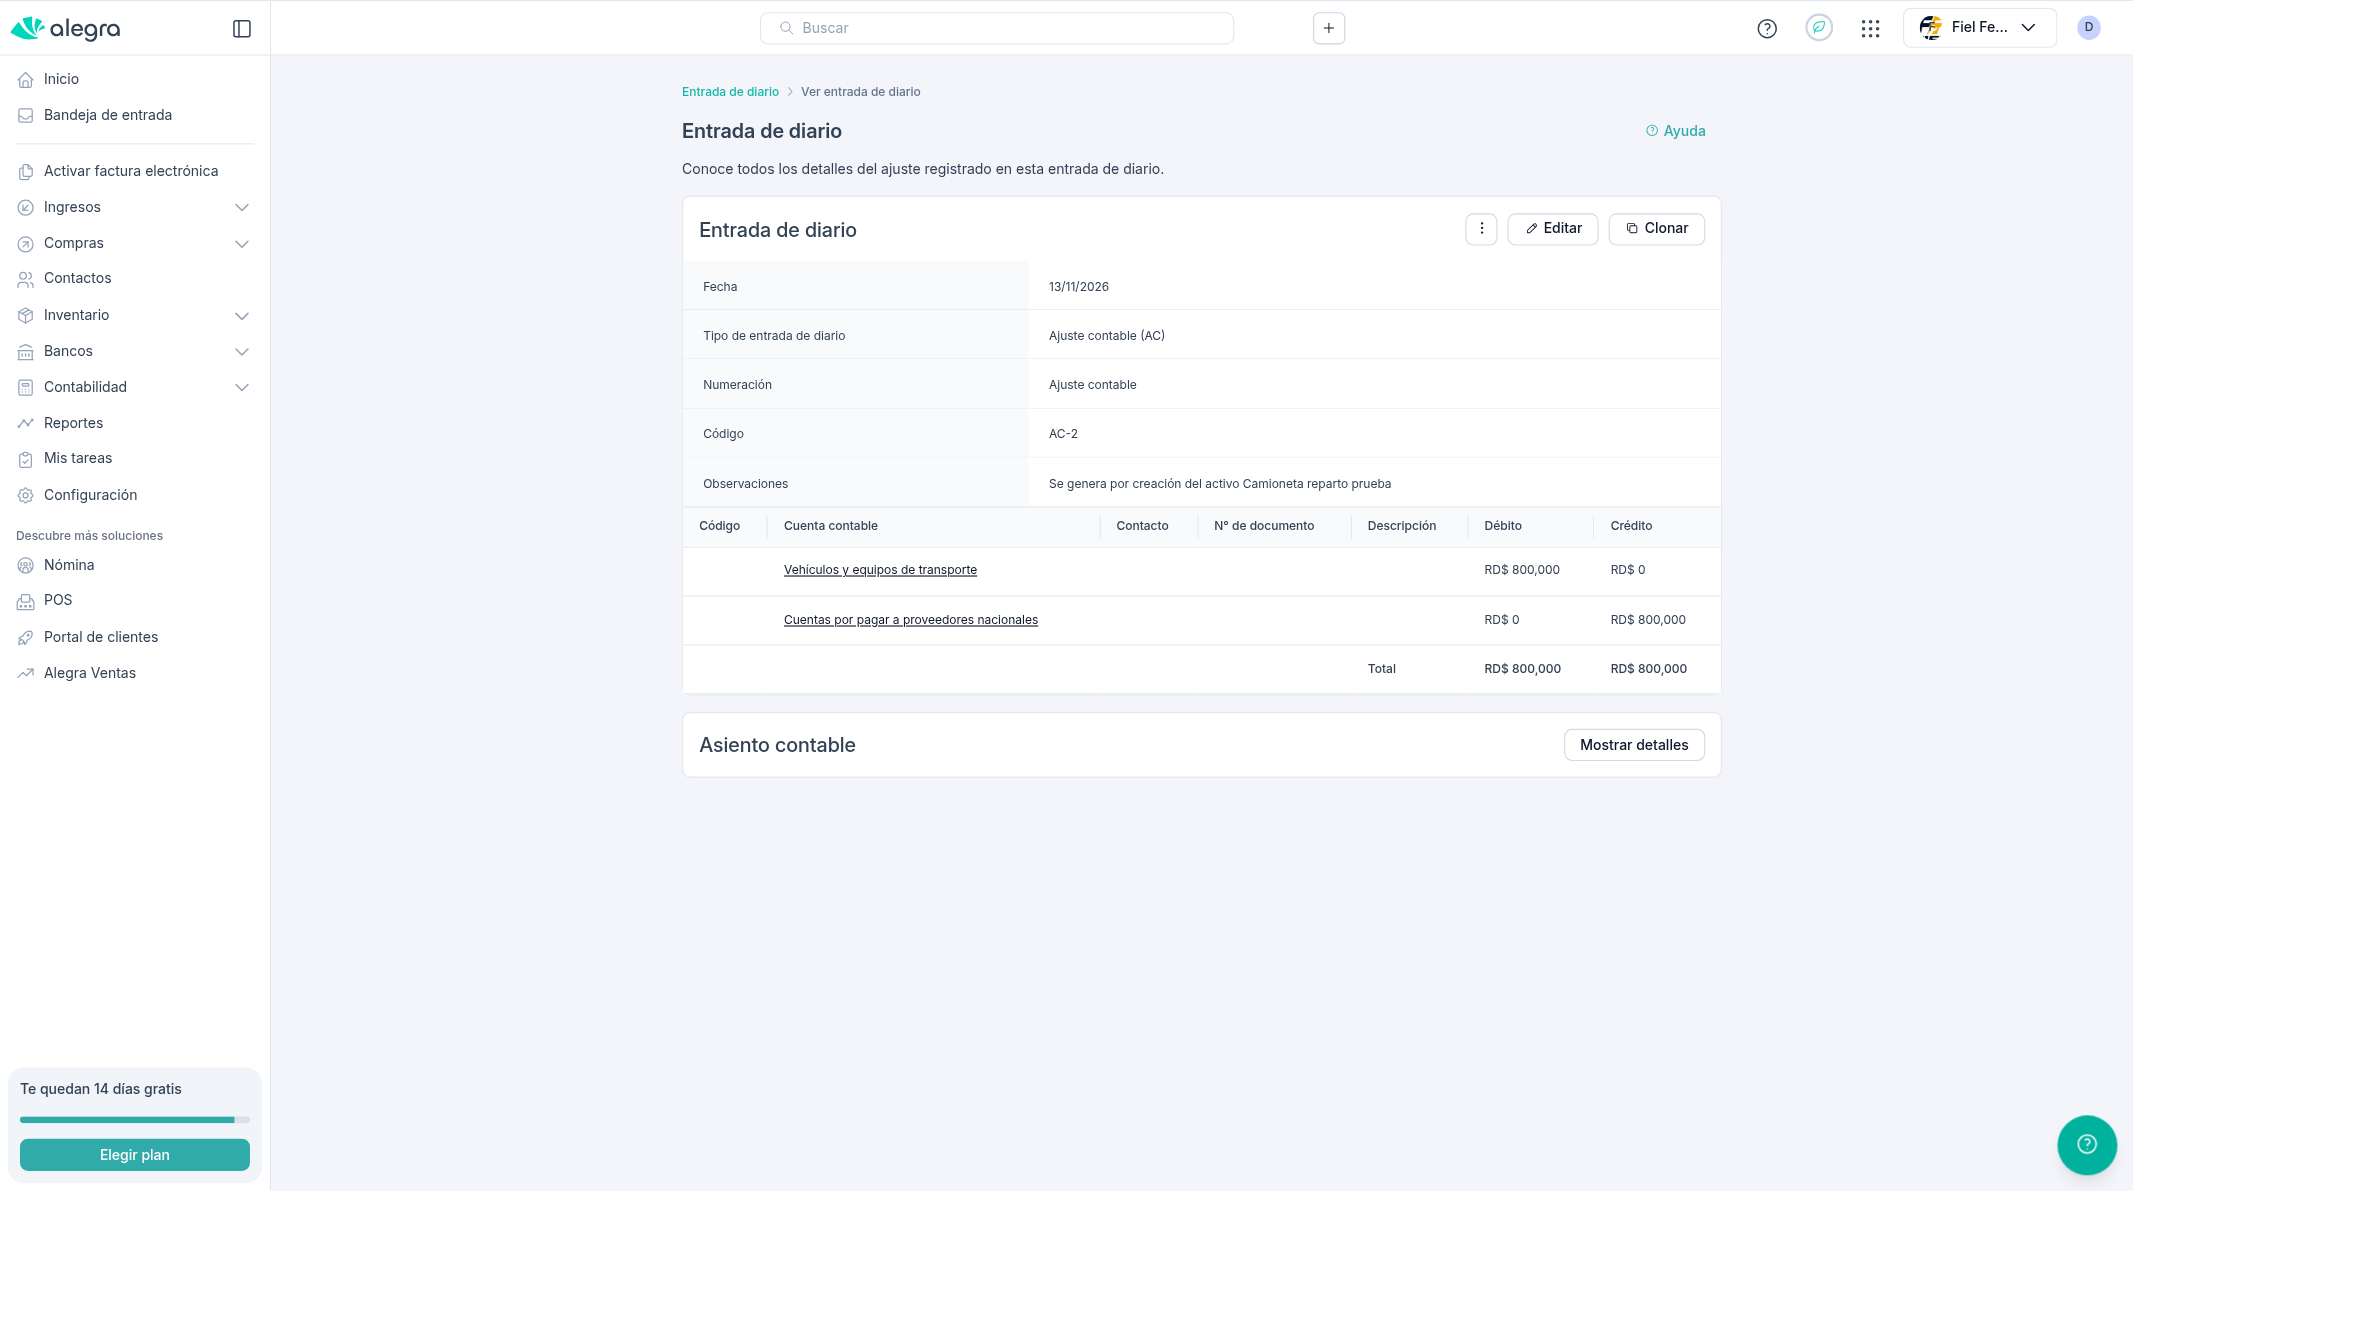 alegra
Buscar
Fiel Fe...
D
Inicio
Bandeja de entrada
Activar factura electrónica
Ingresos
Compras
Contactos
Inventario
Bancos
Contabilidad
Reportes
Mis tareas
Configuración
Descubre más soluciones
Nómina
POS
Portal de clientes
Alegra Ventas
Te quedan 14 días gratis
Elegir plan
Entrada de diario > Ver entrada de diario
Entrada de diario
Ayuda
Conoce todos los detalles del ajuste registrado en esta entrada de diario.
Entrada de diario
Editar
Clonar
Fecha 13/11/2026
Tipo de entrada de diario Ajuste contable (AC)
Numeración Ajuste contable
Código AC-2
Observaciones Se genera por creación del activo Camioneta reparto prueba
Código Cuenta contable Contacto N° de documento Descripción Débito Crédito
Vehículos y equipos de transporte RD$ 800,000 RD$ 0
Cuentas por pagar a proveedores nacionales RD$ 0 RD$ 800,000
Total RD$ 800,000 RD$ 800,000
Asiento contable
Mostrar detalles